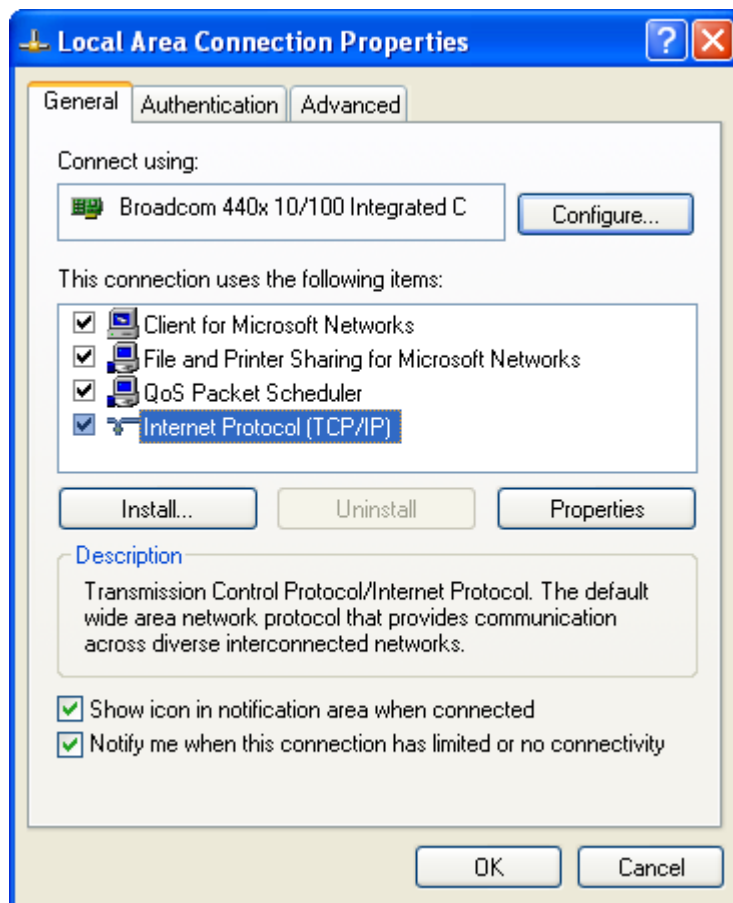 Local Area Connection Properties
General Authentication Advanced
Connect using:
Broadcom 440x 10/100 Integrated C
Configure...
This connection uses the following items:
Client for Microsoft Networks
File and Printer Sharing for Microsoft Networks
QoS Packet Scheduler
Internet Protocol (TCP/IP)
Install... Uninstall Properties
Description
Transmission Control Protocol/Internet Protocol. The default
wide area network protocol that provides communication
across diverse interconnected networks.
Show icon in notification area when connected
Notify me when this connection has limited or no connectivity
OK Cancel